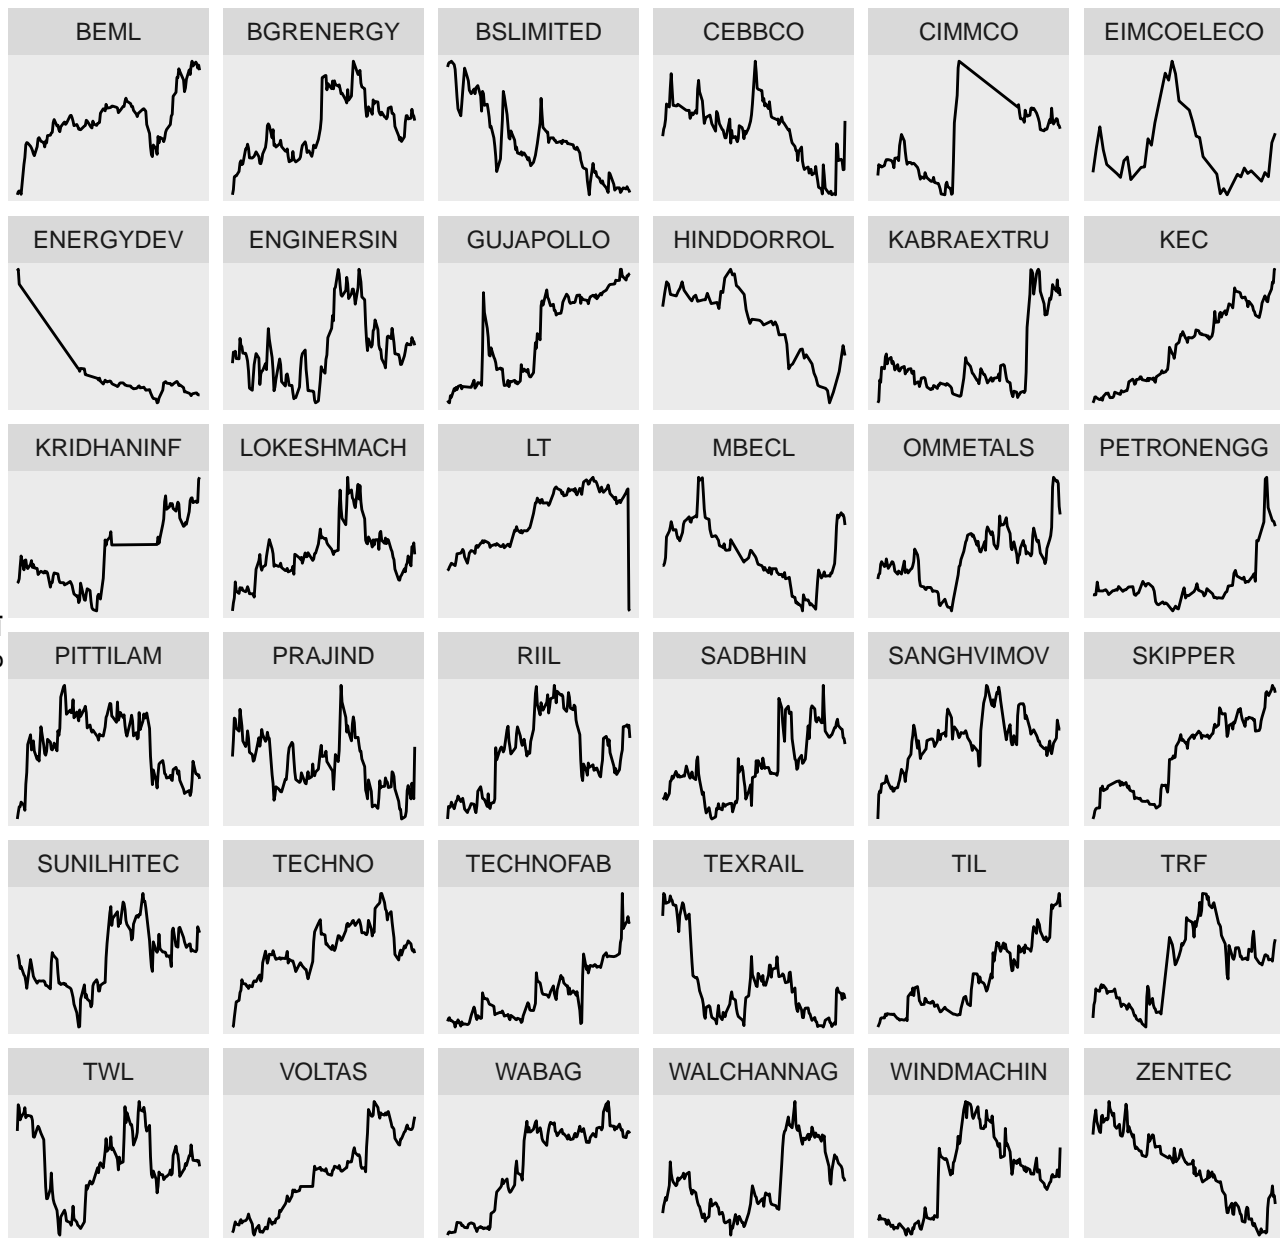 BEML BGRENERGY BSLIMITED CEBBCO CIMMCO EIMCOELECO
ENERGYDEV ENGINERSIN GUJAPOLLO HINDDORROL KABRAEXTRU KEC
KRIDHANINF LOKESHMACH LT MBECL OMMETALS PETRONENGG
PITTILAM PRAJIND RIIL SADBHIN SANGHVIMOV SKIPPER
SUNILHITEC TECHNO TECHNOFAB TEXRAIL TIL TRF
TWL VOLTAS WABAG WALCHANNAG WINDMACHIN ZENTEC